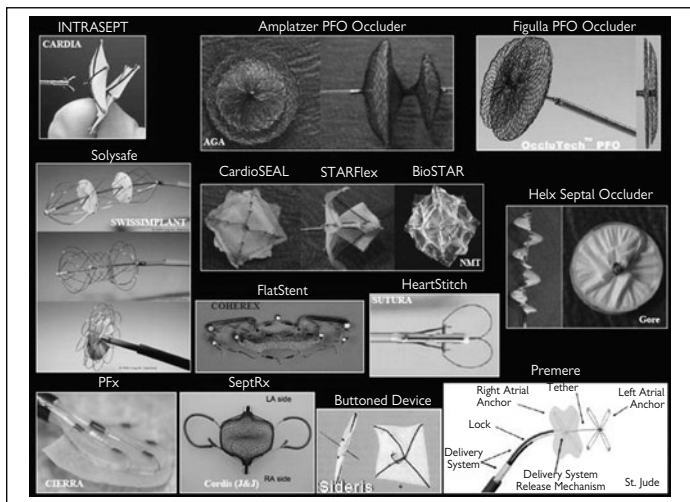 INTRASEPT
Amplatzer PFO Occluder
Figulla PFO Occluder
CARDIA
AGA
OccluTech™ PFO
Solysafe
SWISSIMPLANT
CardioSEAL
STARFlex
BioSTAR
NMT
Helx Septal Occluder
Gore
FlatStent
COHEREX
HeartStitch
SUTURA
PFx
CIERRA
SeptRx
LA side
RA side
Cordis (J&J)
Buttoned Device
Sideris
Premere
Right Atrial
Anchor
Tether
Left Atrial
Anchor
Lock
Delivery
System
Delivery System
Release Mechanism
St. Jude